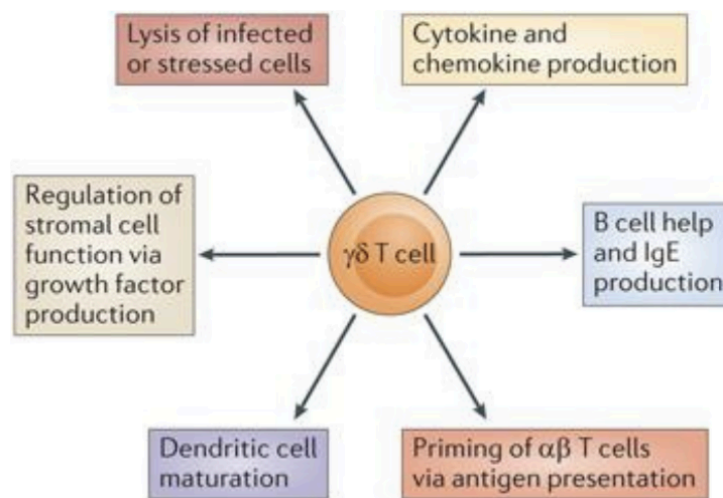 Lysis of infected
or stressed cells
Cytokine and
chemokine production
Regulation of
stromal cell
function via
growth factor
production
γδ T cell
B cell help
and IgE
production
Dendritic cell
maturation
Priming of αβ T cells
via antigen presentation